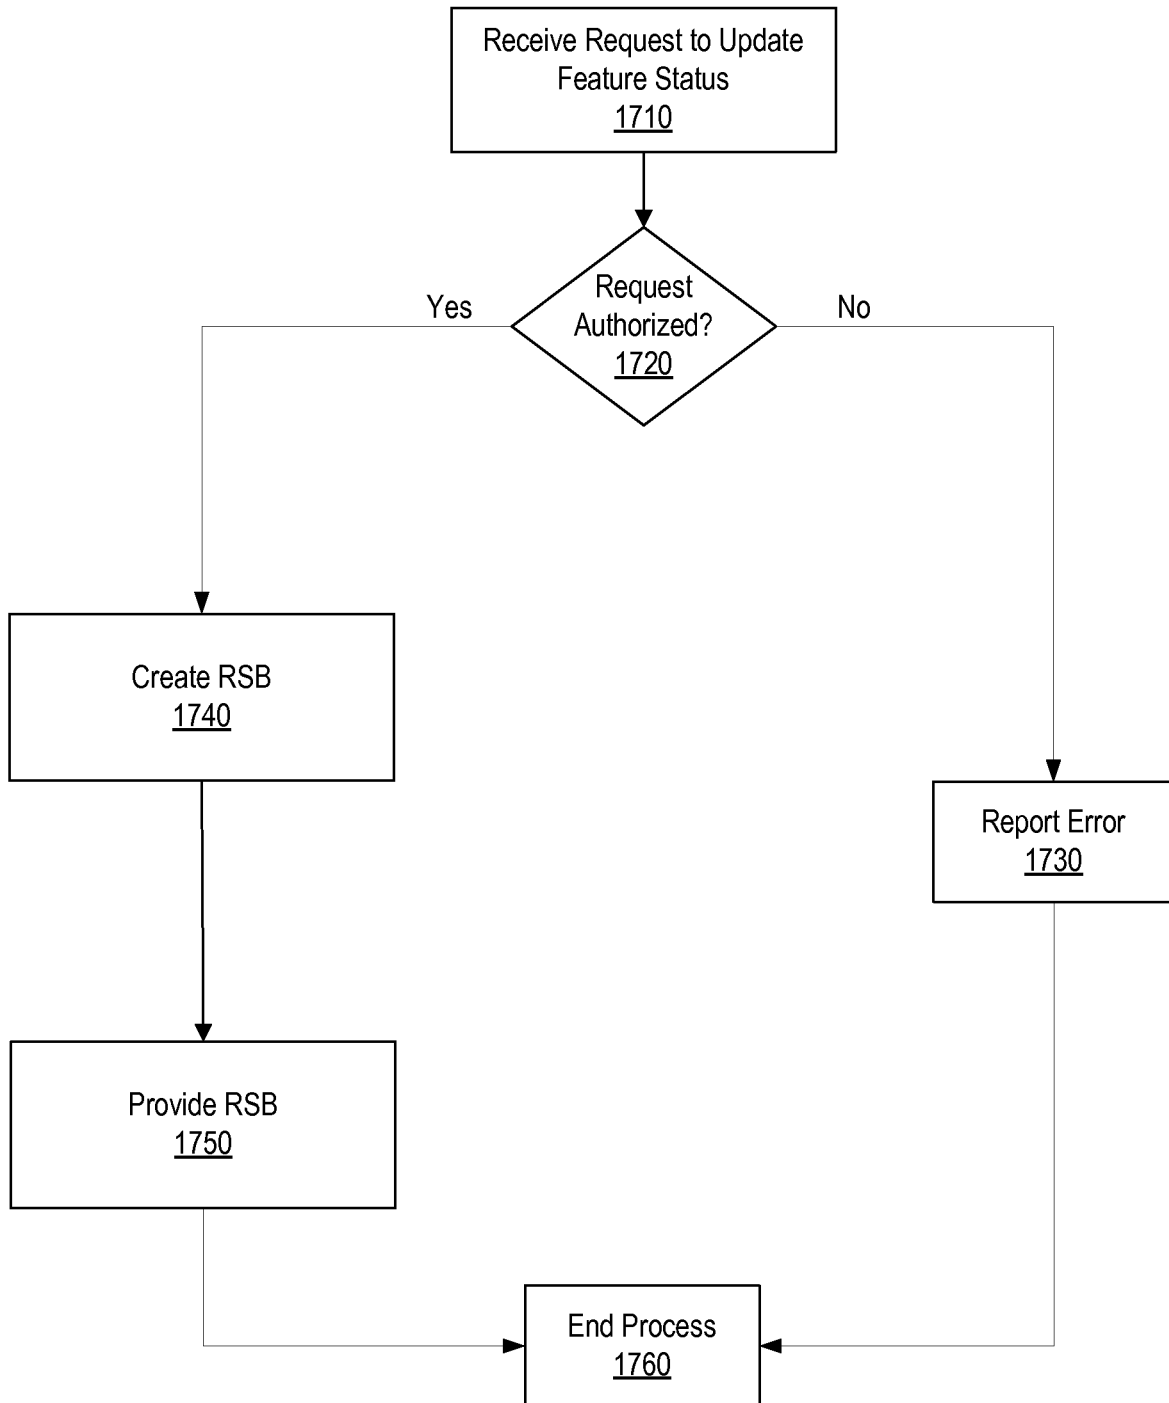 Receive Request to Update
Feature Status
1710
Request
Authorized?
1720
Yes
No
Create RSB
1740
Report Error
1730
Provide RSB
1750
End Process
1760